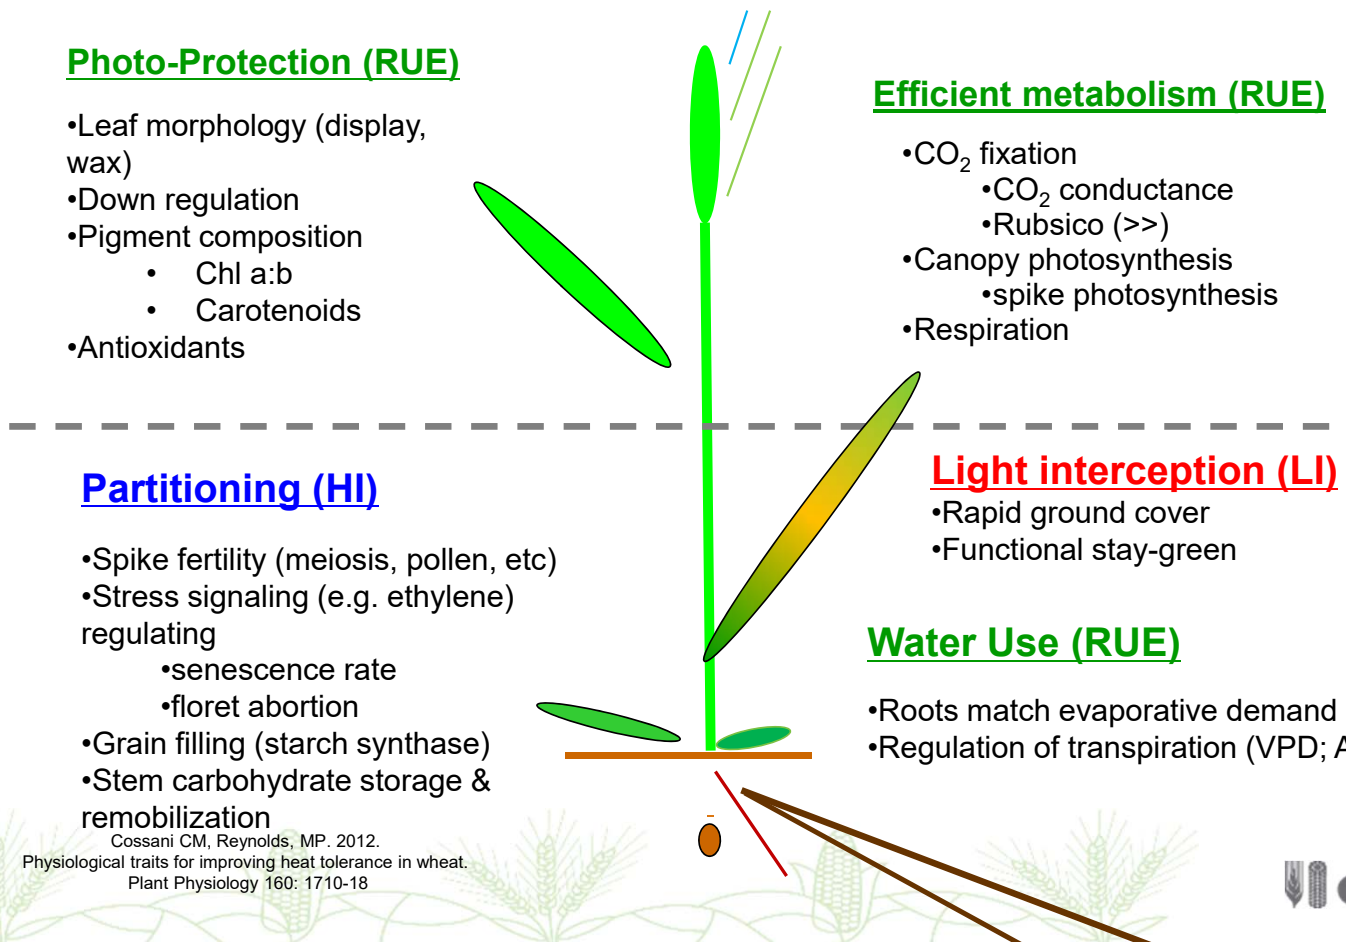 Photo-Protection (RUE)
•Leaf morphology (display,
wax)
•Down regulation
•Pigment composition
• Chl a:b
• Carotenoids
•Antioxidants
Efficient metabolism (RUE)
•CO2 fixation
•CO2 conductance
•Rubsico (>>)
•Canopy photosynthesis
•spike photosynthesis
•Respiration
Partitioning (HI)
•Spike fertility (meiosis, pollen, etc)
•Stress signaling (e.g. ethylene)
regulating
•senescence rate
•floret abortion
•Grain filling (starch synthase)
•Stem carbohydrate storage &
remobilization
Light interception (LI)
•Rapid ground cover
•Functional stay-green
Water Use (RUE)
•Roots match evaporative demand
•Regulation of transpiration (VPD;
Cossani CM, Reynolds, MP. 2012.
Physiological traits for improving heat tolerance in wheat.
Plant Physiology 160: 1710-18